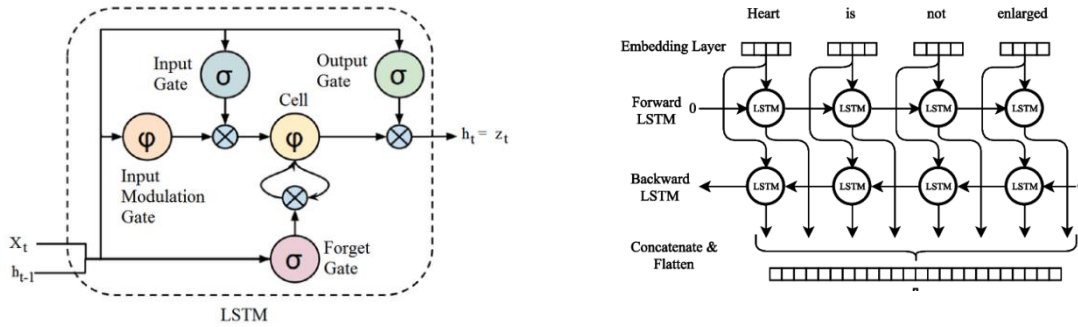 Input
Gate
σ
Output
Gate
σ
Cell
φ
φ
h_t = z_t
Input
Modulation
Gate
X_t
h_t-1
σ
Forget
Gate
LSTM
Heart is not enlarged
Embedding Layer
Forward
LSTM
0
LSTM LSTM LSTM LSTM
Backward
LSTM
LSTM LSTM LSTM LSTM
Concatenate &
Flatten